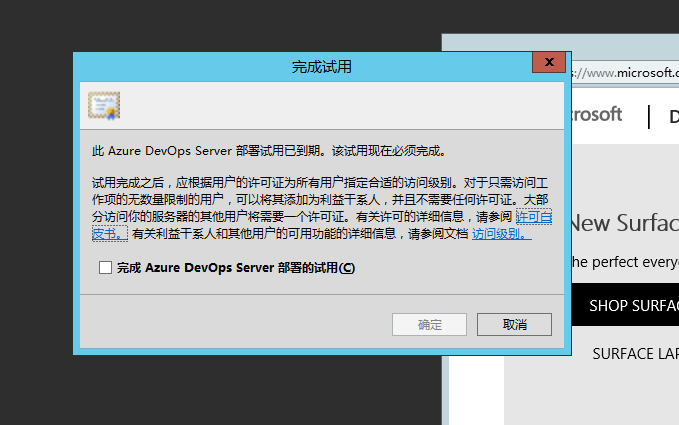 完成试用
x
://www.microsoft.c
crosoft
D
此 Azure DevOps Server 部署试用已到期。该试用现在必须完成。
试用完成之后，应根据用户的许可证为所有用户指定合适的访问级别。对于只需访问工
作项的无数量限制的用户，可以将其添加为利益干系人，并且不需要任何许可证。大部
分访问你的服务器的其他用户将需要一个许可证。有关许可的详细信息，请参阅 许可白
皮书。 有关利益干系人和其他用户的可用功能的详细信息，请参阅文档 访问级别。
完成 Azure DevOps Server 部署的试用(C)
确定
取消
New Surfac
he perfect every
SHOP SURFAC
SURFACE LAP